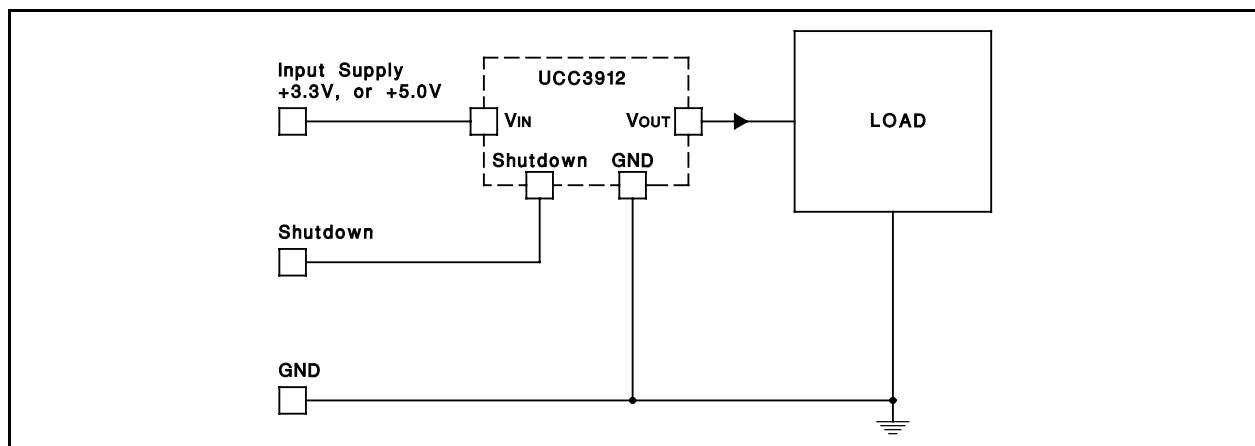 Input Supply
+3.3V, or +5.0V
UCC3912
VIN
VOUT
LOAD
Shutdown
GND
Shutdown
GND